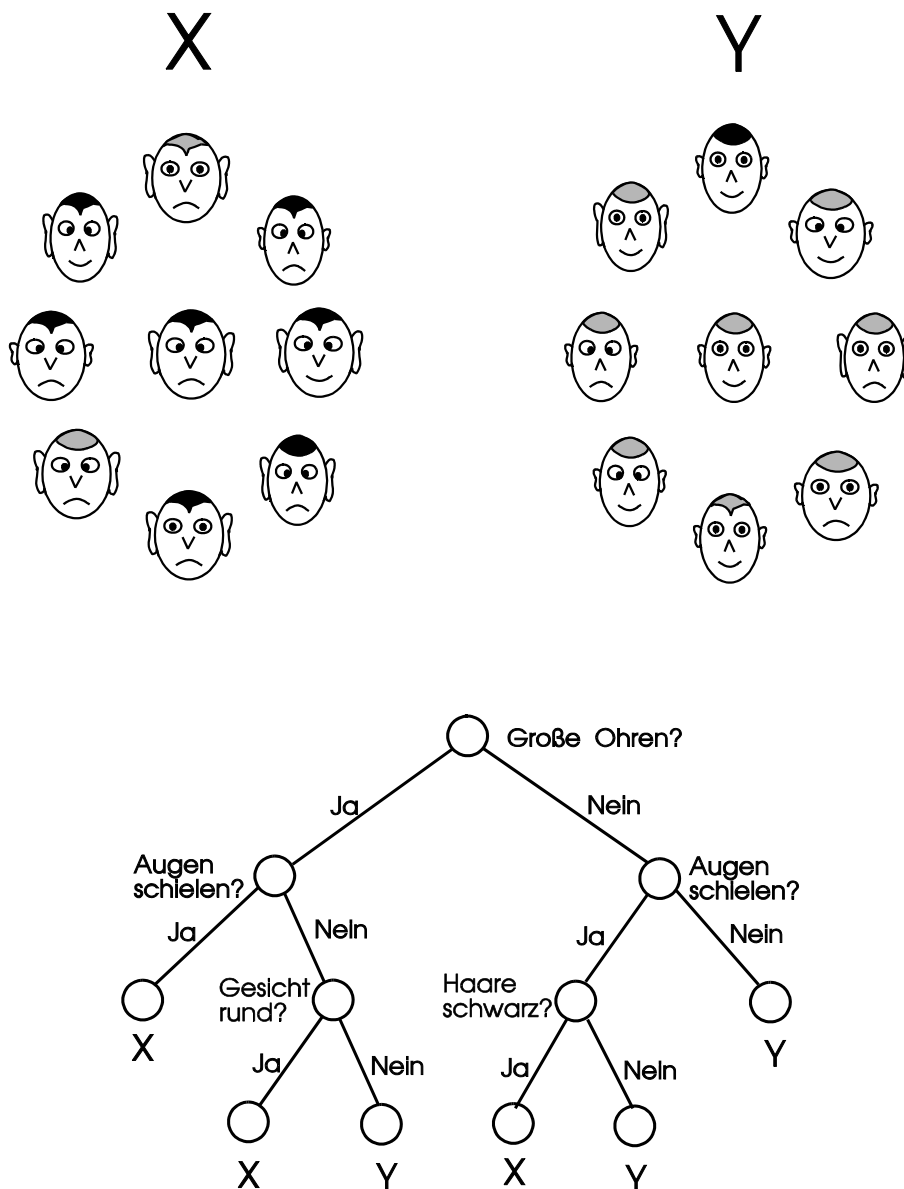 X Y
Große Ohren?
Ja Nein
Augen
schielen?
Augen
schielen?
Ja Nein Ja Nein
Gesicht
rund?
Haare
schwarz?
X Y
Ja Nein Ja Nein
X Y X Y